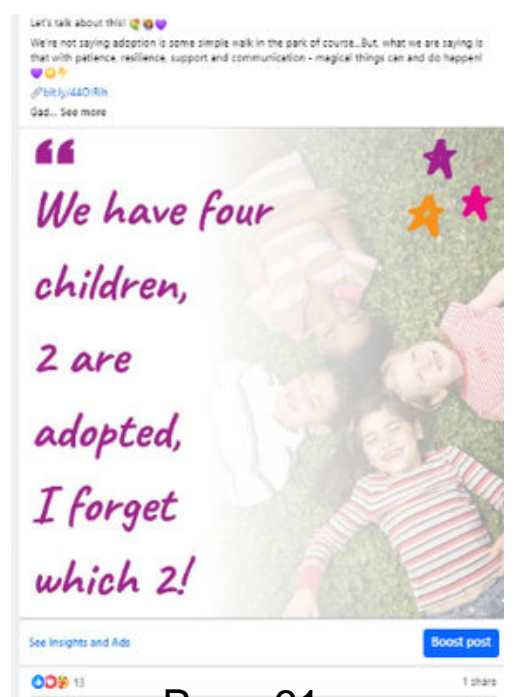 Let's talk about this!
We're not saying adoption is some simple walk in the park of course...But, what we are saying is
that with patience, resilience, support and communication - magical things can and do happen!
Gad... See more
“
We have four
children,
2 are
adopted,
I forget
which 2!
See Insights and Ads
Boost post
13
1 share